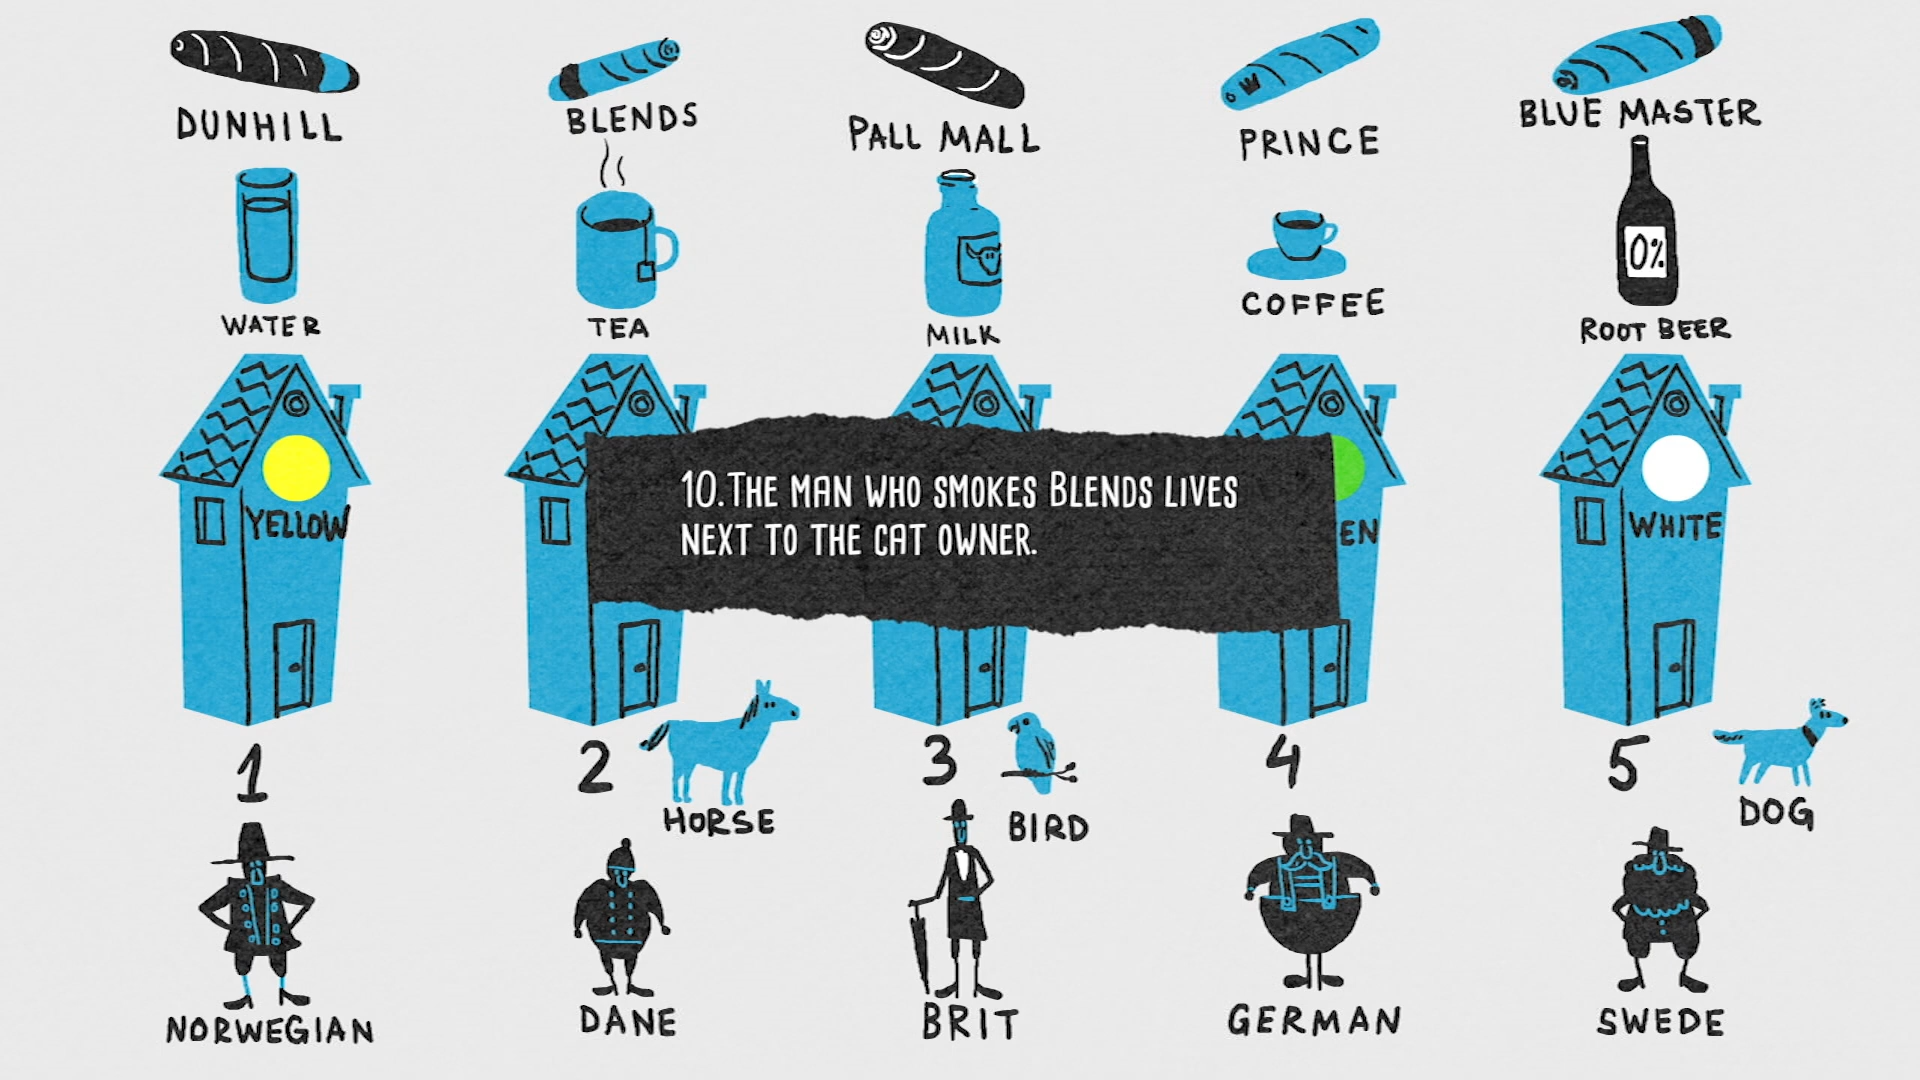 DUNHILL
BLENDS
PALL MALL
PRINCE
BLUE MASTER
0%
WATER
TEA
MILK
COFFEE
ROOT BEER
10. THE MAN WHO SMOKES BLENDS LIVES
NEXT TO THE CAT OWNER.
YELLOW
EN
WHITE
1
2
3
4
5
HORSE
BIRD
DOG
NORWEGIAN
DANE
BRIT
GERMAN
SWEDE